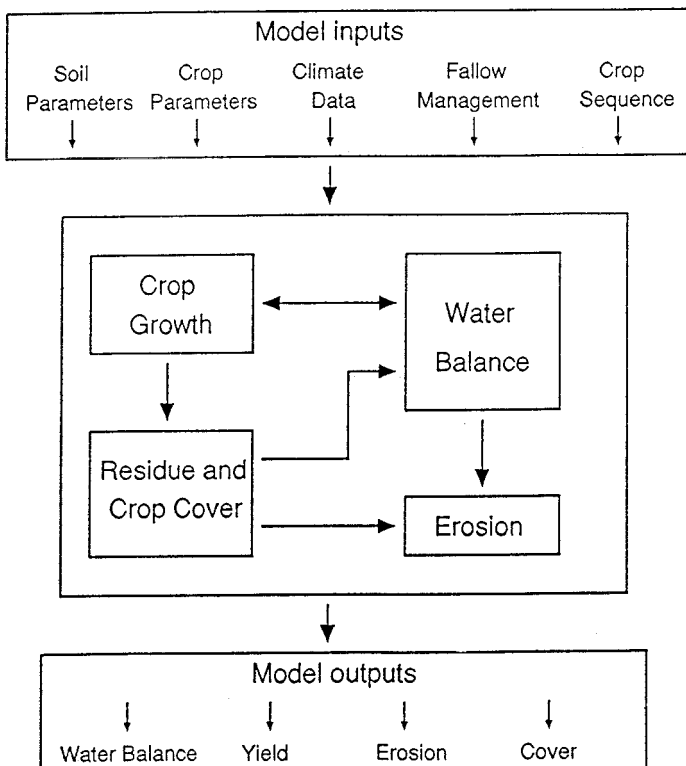 Model inputs
Soil Parameters
Crop Parameters
Climate Data
Fallow Management
Crop Sequence
Crop
Growth
Water
Balance
Residue and
Crop Cover
Erosion
Model outputs
Water Balance
Yield
Erosion
Cover